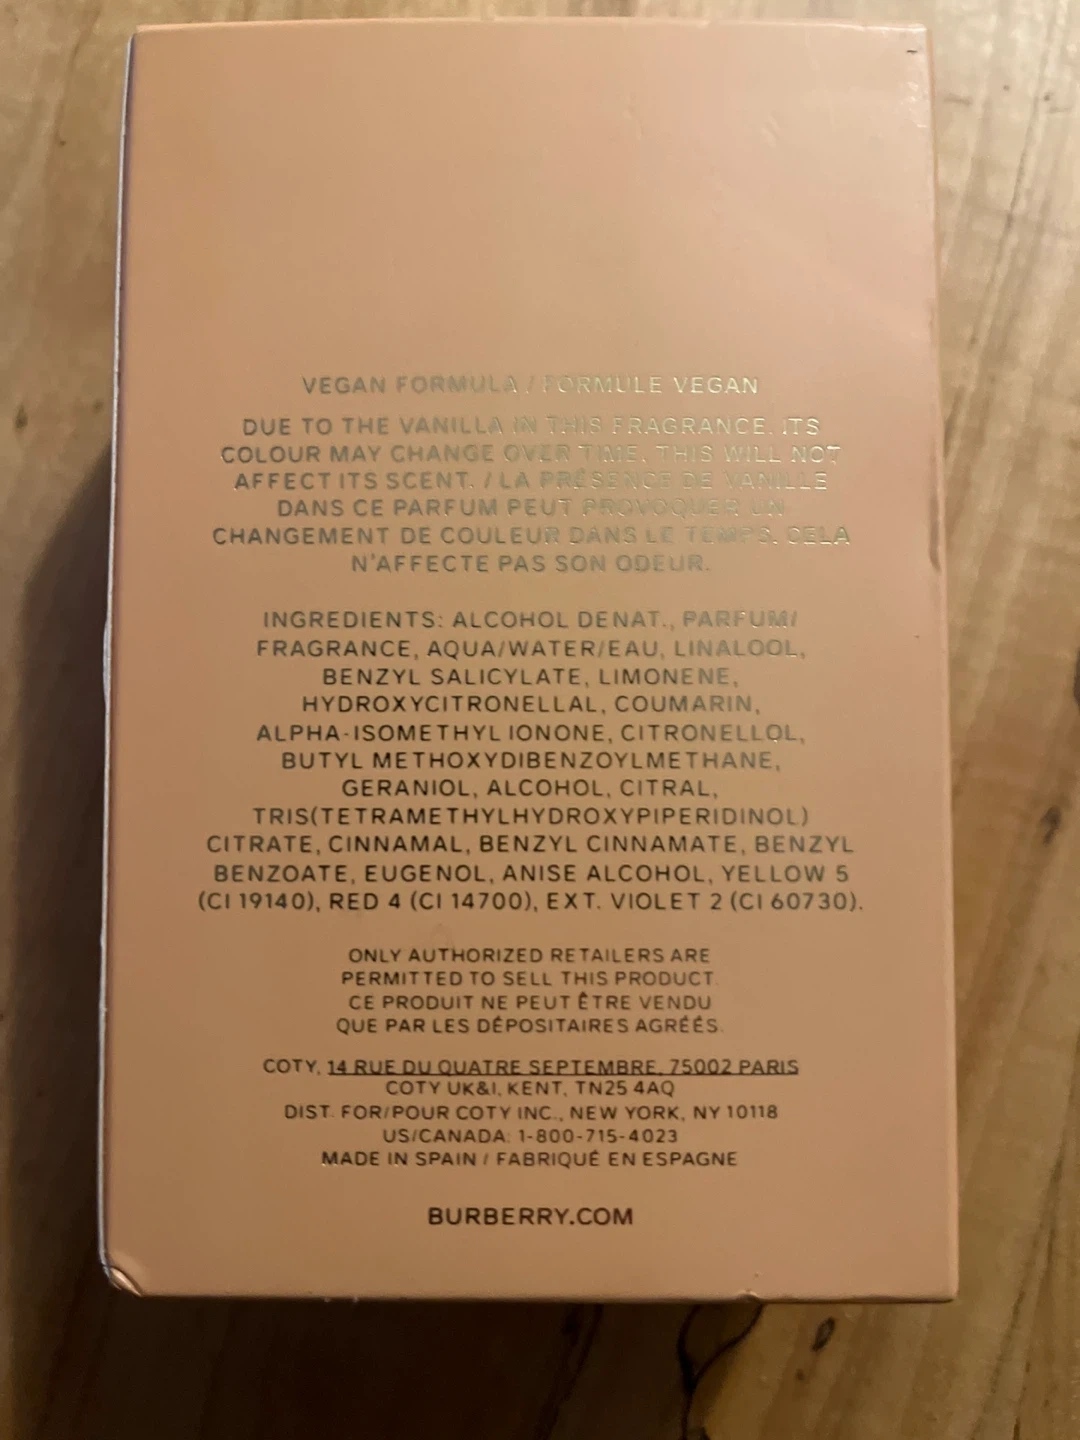 VEGAN FORMULA / FORMULE VEGAN
DUE TO THE VANILLA IN THIS FRAGRANCE. ITS
COLOUR MAY CHANGE OVER TIME. THIS WILL NOT
AFFECT ITS SCENT. / LA PRÉSENCE DE VANILLE
DANS CE PARFUM PEUT PROVOQUER UN
CHANGEMENT DE COULEUR DANS LE TEMPS. CELA
N'AFFECTE PAS SON ODEUR.
INGREDIENTS: ALCOHOL DENAT., PARFUM/
FRAGRANCE, AQUA/WATER/EAU, LINALOOL,
BENZYL SALICYLATE, LIMONENE,
HYDROXYCITRONELLAL, COUMARIN,
ALPHA-ISOMETHYL IONONE, CITRONELLOL,
BUTYL METHOXYDIBENZOYLMETHANE,
GERANIOL, ALCOHOL, CITRAL,
TRIS(TETRAMETHYLHYDROXYPIPERIDINOL)
CITRATE, CINNAMAL, BENZYL CINNAMATE, BENZYL
BENZOATE, EUGENOL, ANISE ALCOHOL, YELLOW 5
(CI 19140), RED 4 (CI 14700), EXT. VIOLET 2 (CI 60730).
ONLY AUTHORIZED RETAILERS ARE
PERMITTED TO SELL THIS PRODUCT.
CE PRODUIT NE PEUT ÊTRE VENDU
QUE PAR LES DÉPOSITAIRES AGRÉÉS.
COTY, 14 RUE DU QUATRE SEPTEMBRE, 75002 PARIS
COTY UK&I, KENT, TN25 4AQ
DIST. FOR/POUR COTY INC., NEW YORK, NY 10118
US/CANADA: 1-800-715-4023
MADE IN SPAIN / FABRIQUÉ EN ESPAGNE
BURBERRY.COM